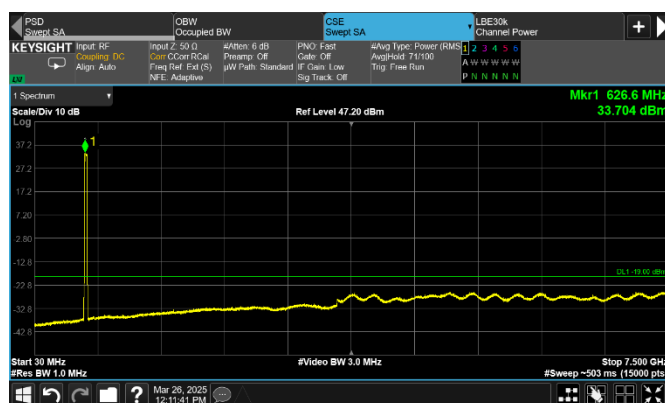 PSD
Swept SA
OBW
Occupied BW
CSE
Swept SA
LBE30k
Channel Power
KEYSIGHT
Input: RF
Coupling: DC
Align: Auto
Input Z: 50 Ω
Corr CCorr RCal
Freq Ref: Ext (S)
NFE: Adaptive
#Atten: 6 dB
Preamp: Off
µW Path: Standard
PNO: Fast
Gate: Off
IF Gain: Low
Sig Track: Off
#Avg Type: Power (RMS
Avg|Hold: 71/100
Trig: Free Run
1 2 3 4 5 6
A W W W W W
P N N N N N
LXI
1 Spectrum
Scale/Div 10 dB
Log
Ref Level 47.20 dBm
Mkr1 626.6 MHz
33.704 dBm
1
37.2
27.2
17.2
7.20
-2.80
-12.8
-22.8
-32.8
-42.8
DL1 -19.00 dBm
Start 30 MHz
#Res BW 1.0 MHz
#Video BW 3.0 MHz
Stop 7.500 GHz
#Sweep ~503 ms (15000 pts
?
Mar 26, 2025
12:11:41 PM